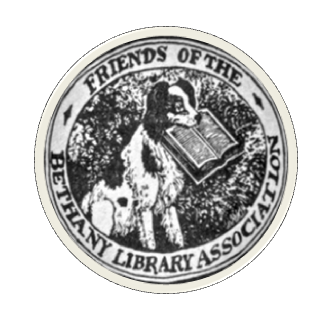 FRIENDS OF THE
BETHANY LIBRARY ASSOCIATION